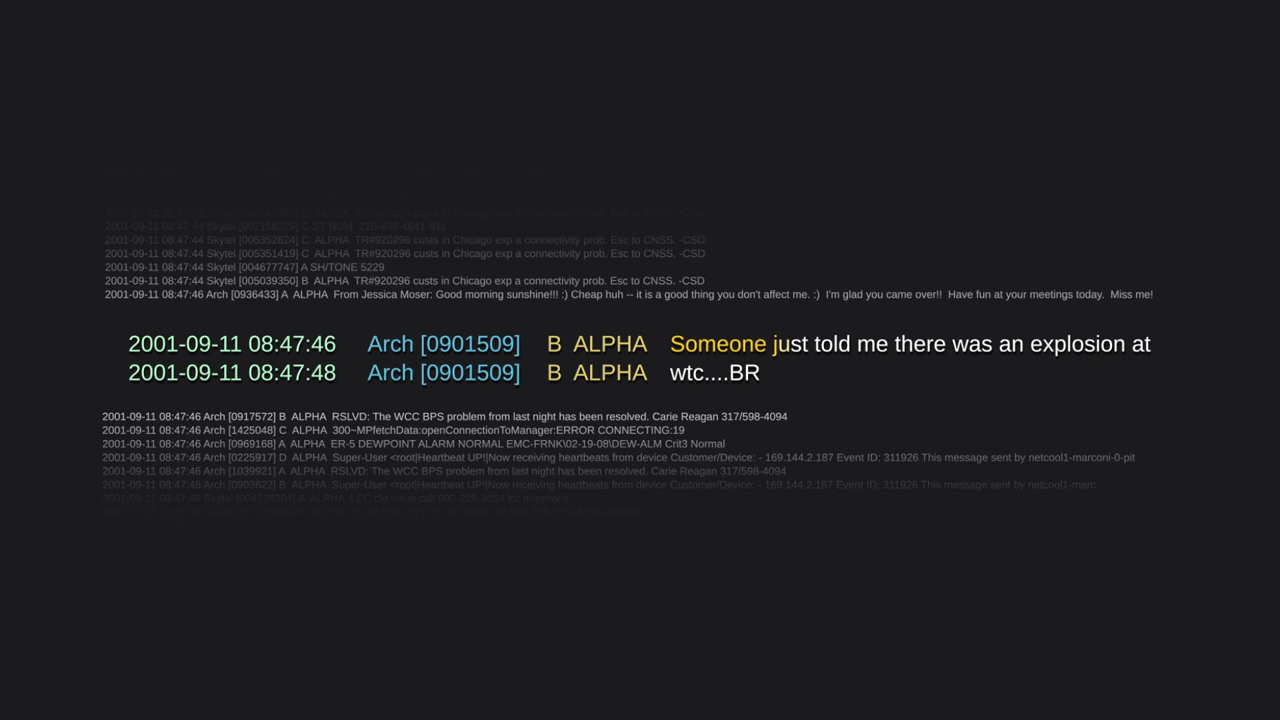 2001-09-11 08:47:44 Skytel [002158329] C ST NUM 218-408-4841-911
2001-09-11 08:47:44 Skytel [005352824] C ALPHA TR#920296 custs in Chicago exp a connectivity prob. Esc to CNSS. -CSD
2001-09-11 08:47:44 Skytel [005351419] C ALPHA TR#920296 custs in Chicago exp a connectivity prob. Esc to CNSS. -CSD
2001-09-11 08:47:44 Skytel [004677747] A SH/TONE 5229
2001-09-11 08:47:44 Skytel [005039350] B ALPHA TR#920296 custs in Chicago exp a connectivity prob. Esc to CNSS. -CSD
2001-09-11 08:47:46 Arch [0936433] A ALPHA From Jessica Moser: Good morning sunshine!!! :) Cheap huh -- it is a good thing you don't affect me. :) I'm glad you came over!! Have fun at your meetings today. Miss me!
2001-09-11 08:47:46 Arch [0901509] B ALPHA Someone just told me there was an explosion at
2001-09-11 08:47:48 Arch [0901509] B ALPHA wtc....BR
2001-09-11 08:47:46 Arch [0917572] B ALPHA RSLVD: The WCC BPS problem from last night has been resolved. Carie Reagan 317/598-4094
2001-09-11 08:47:46 Arch [1425048] C ALPHA 300~MPfetchData:openConnectionToManager:ERROR CONNECTING:19
2001-09-11 08:47:46 Arch [0969168] A ALPHA ER-5 DEWPOINT ALARM NORMAL EMC-FRNK\02-19-08\DEW-ALM Crit3 Normal
2001-09-11 08:47:46 Arch [0225917] D ALPHA Super-User <root|Heartbeat UP!|Now receiving heartbeats from device Customer/Device: - 169.144.2.187 Event ID: 311926 This message sent by netcool1-marconi-0-pit
2001-09-11 08:47:46 Arch [1039921] A ALPHA RSLVD: The WCC BPS problem from last night has been resolved. Carie Reagan 317/598-4094
2001-09-11 08:47:46 Arch [0903622] B ALPHA Super-User <root|Heartbeat UP!|Now receiving heartbeats from device Customer/Device: - 169.144.2.187 Event ID: 311926 This message sent by netcool1-marc
2001-09-11 08:47:46 Skytel [004729304] A ALPHA